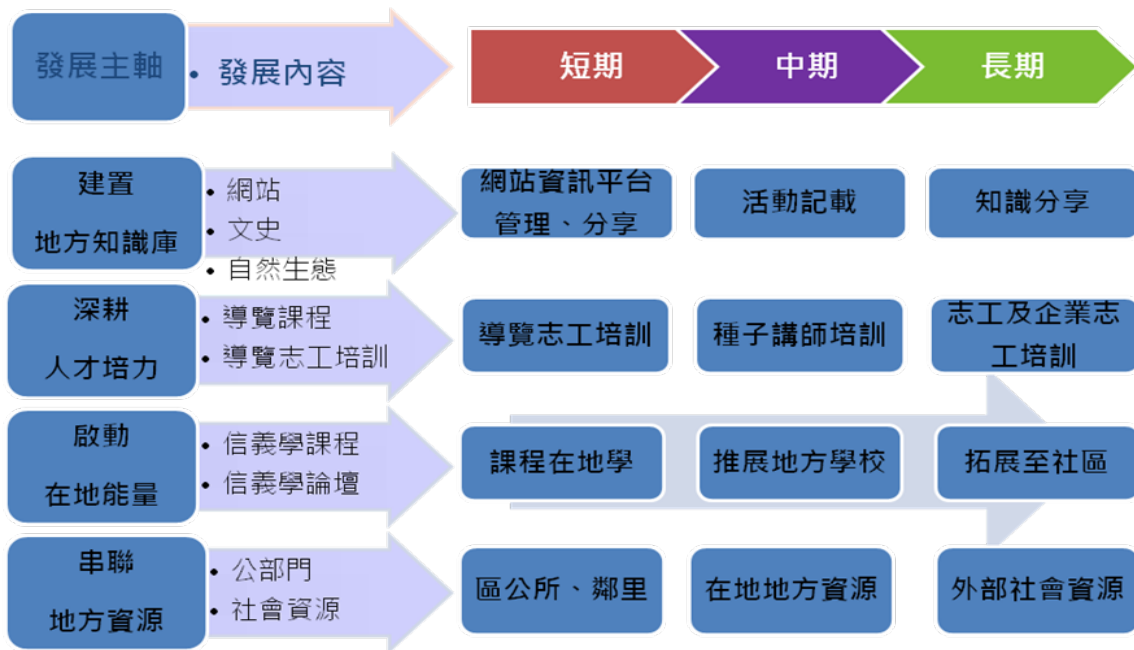 發展主軸
• 發展內容
短期
中期
長期
建置
地方知識庫
• 網站
• 文史
• 自然生態
網站資訊平台
管理、分享
活動記載
知識分享
深耕
人才培力
• 導覽課程
• 導覽志工培訓
導覽志工培訓
種子講師培訓
志工及企業志
工培訓
啟動
在地能量
• 信義學課程
• 信義學論壇
課程在地學
推展地方學校
拓展至社區
串聯
地方資源
• 公部門
• 社會資源
區公所、鄰里
在地地方資源
外部社會資源